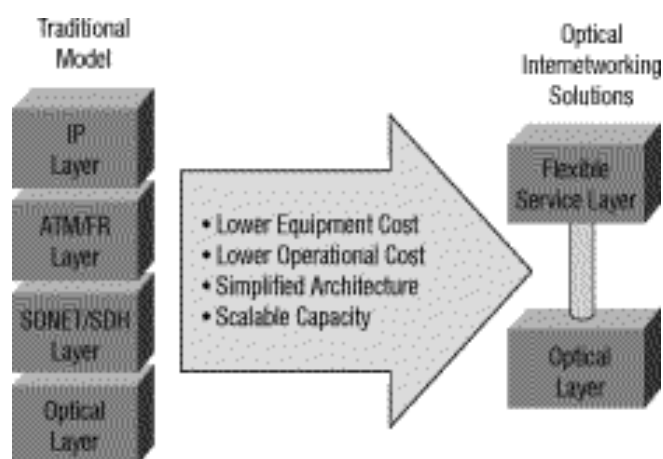 Traditional
Model
IP
Layer
ATM/FR
Layer
SONET/SDH
Layer
Optical
Layer
• Lower Equipment Cost
• Lower Operational Cost
• Simplified Architecture
• Scalable Capacity
Optical
Internetworking
Solutions
Flexible
Service Layer
Optical
Layer